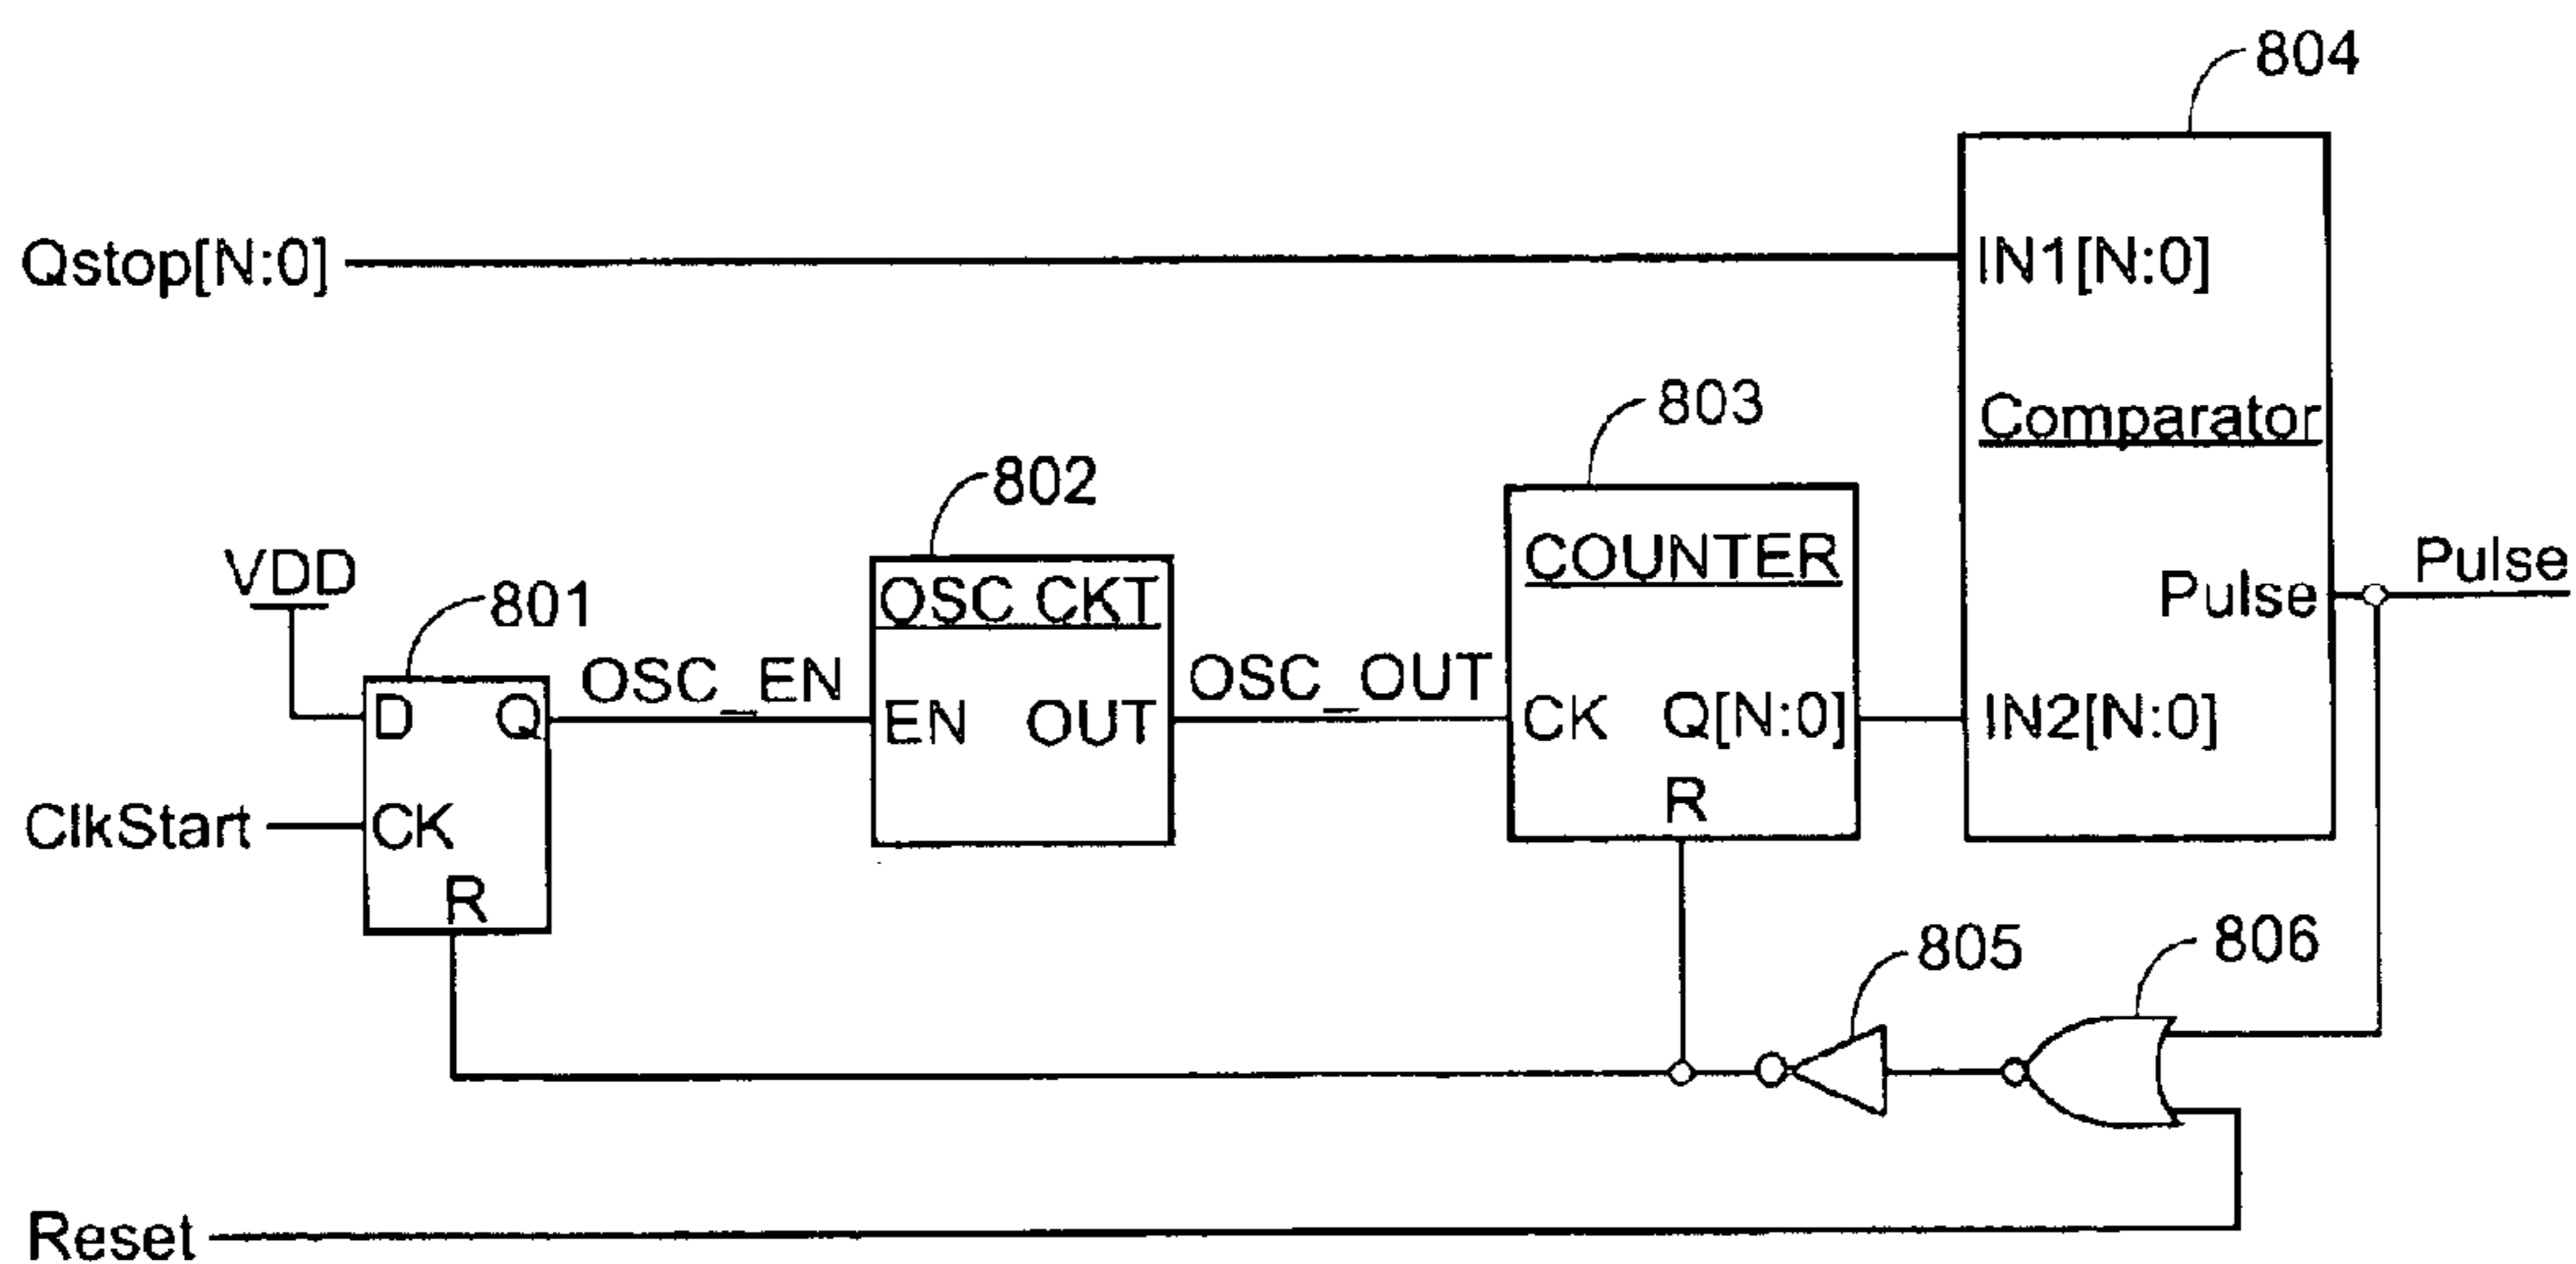 804
Qstop[N:0]
IN1[N:0]
803
Comparator
802
COUNTER
VDD
801
OSC CKT
Pulse
Pulse
OSC_EN
OSC_OUT
D
Q
EN
OUT
CK
Q[N:0]
IN2[N:0]
R
ClkStart
CK
R
805
806
Reset